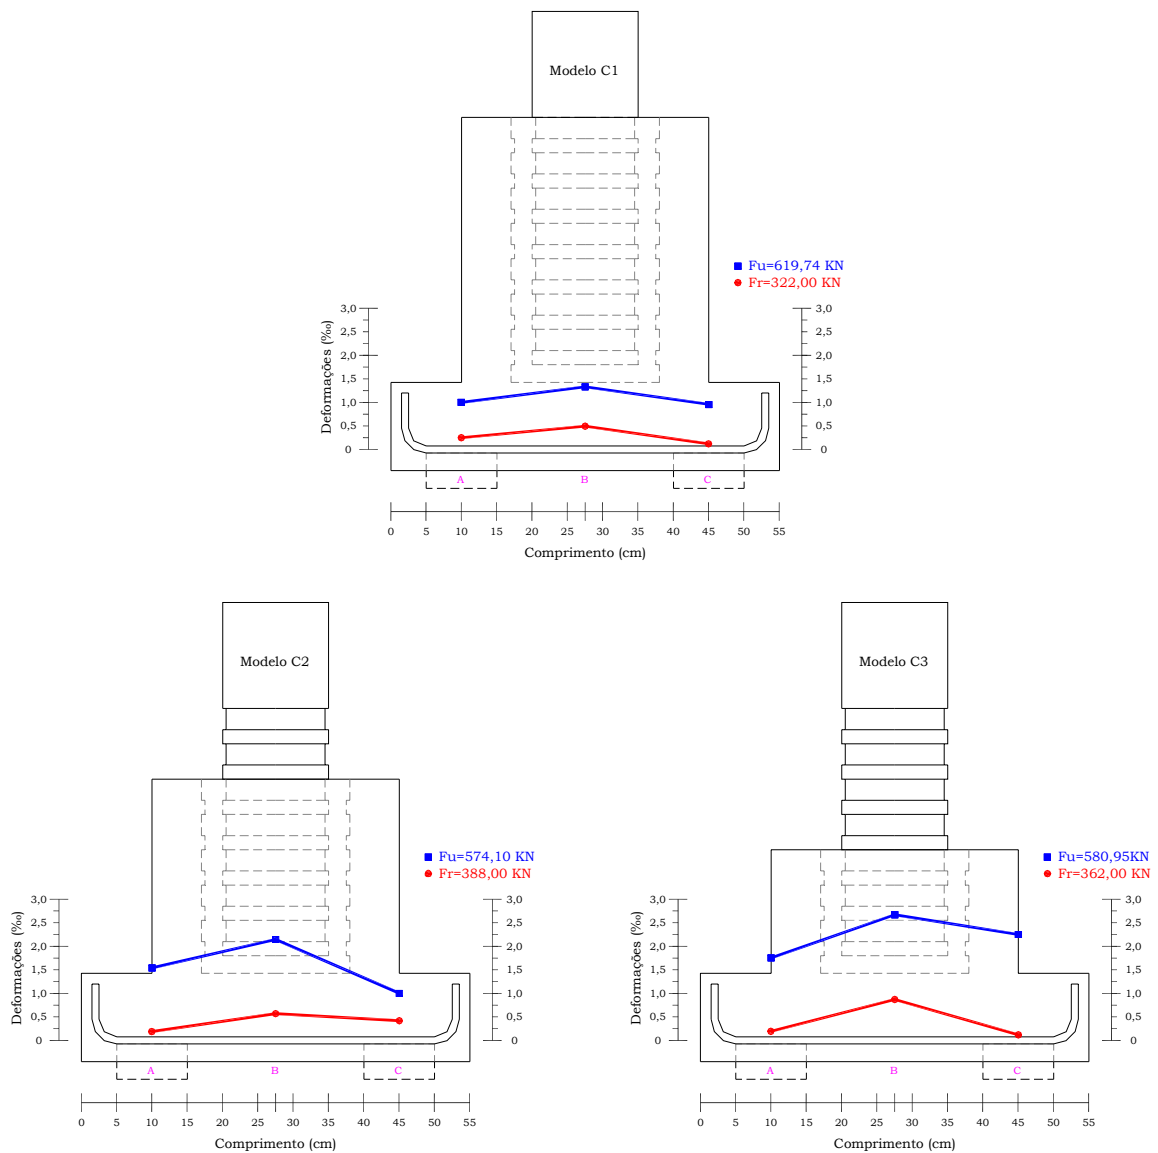 Modelo C1
Fu=619,74 KN
Fr=322,00 KN
Deformações (‰)
3,0
2,5
2,0
1,5
1,0
0,5
0
3,0
2,5
2,0
1,5
1,0
0,5
0
A B C
0 5 10 15 20 25 30 35 40 45 50 55
Comprimento (cm)
Modelo C2
Fu=574,10 KN
Fr=388,00 KN
Deformações (‰)
3,0
2,5
2,0
1,5
1,0
0,5
0
3,0
2,5
2,0
1,5
1,0
0,5
0
A B C
0 5 10 15 20 25 30 35 40 45 50 55
Comprimento (cm)
Modelo C3
Fu=580,95KN
Fr=362,00 KN
Deformações (‰)
3,0
2,5
2,0
1,5
1,0
0,5
0
3,0
2,5
2,0
1,5
1,0
0,5
0
A B C
0 5 10 15 20 25 30 35 40 45 50 55
Comprimento (cm)